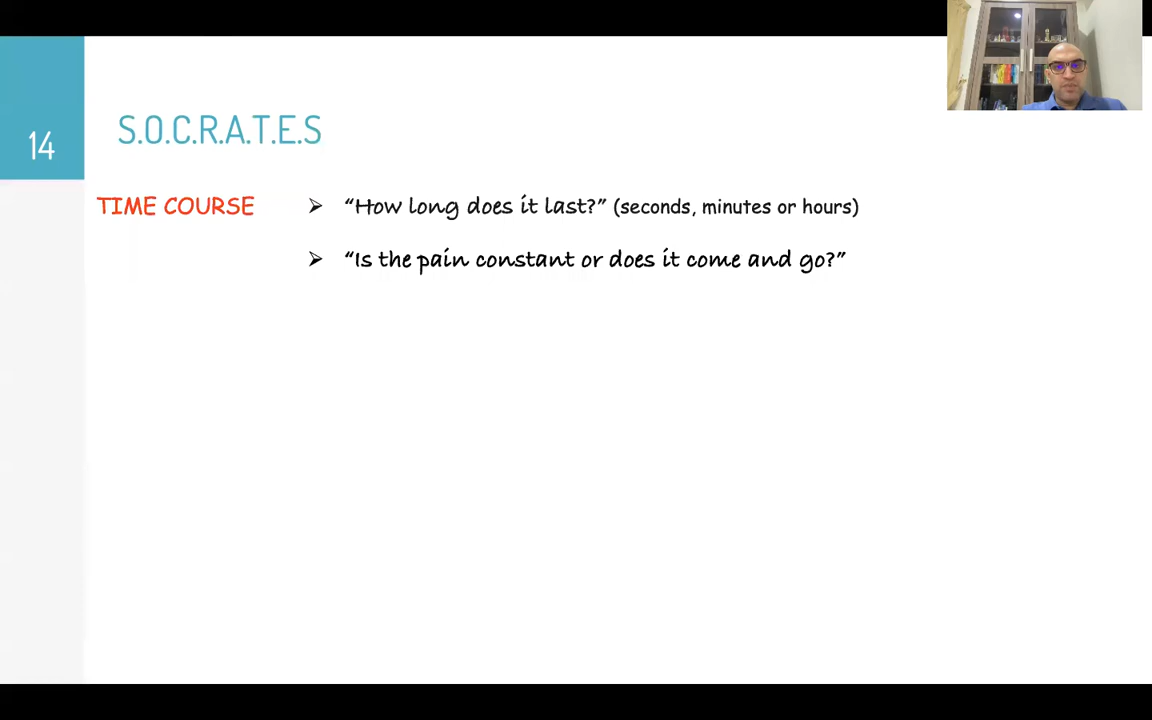 14
S.O.C.R.A.T.E.S
TIME COURSE
➢ “How long does it last?” (seconds, minutes or hours)
➢ “Is the pain constant or does it come and go?”